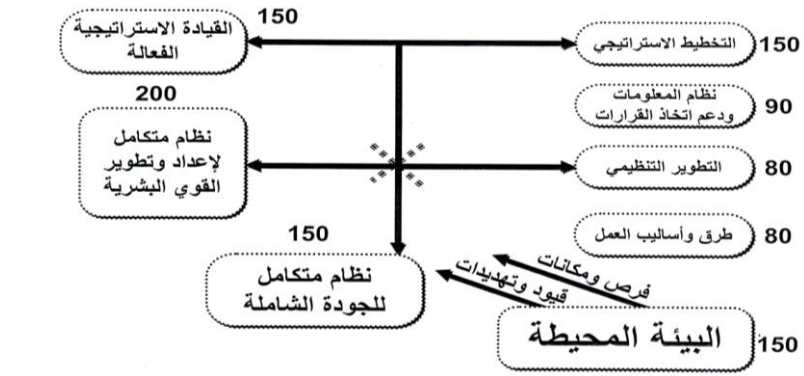 150
القيادة الاستراتيجية
الفعالة
التخطيط الاستراتيجي
150
نظام المعلومات
ودعم اتخاذ القرارات
90
200
نظام متكامل
لإعداد وتطوير
القوي البشرية
التطوير التنظيمي
80
طرق وأساليب العمل
80
150
نظام متكامل
للجودة الشاملة
فرص ومكانات
قيود وتهديدات
البيئة المحيطة
150